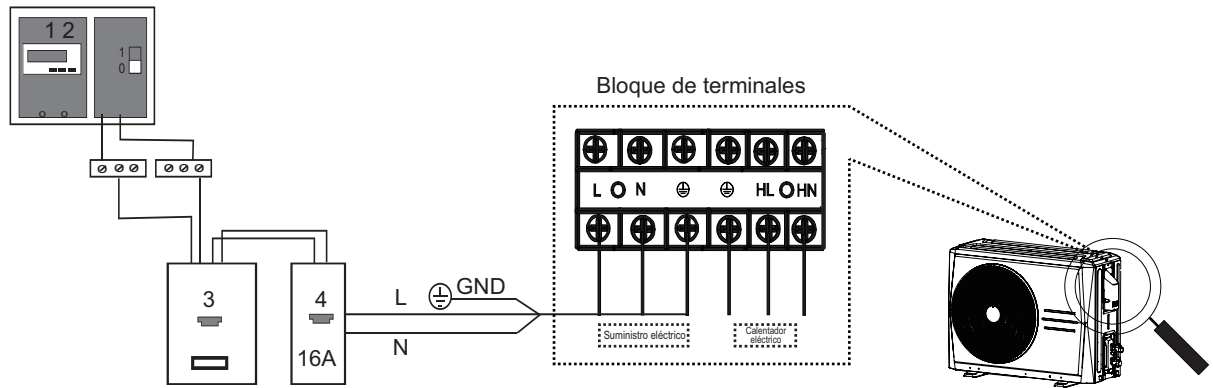 1 2
1
0
Bloque de terminales
L N HL HN
3
4
16A
L
GND
N
Suministro eléctrico
Calentador
eléctrico